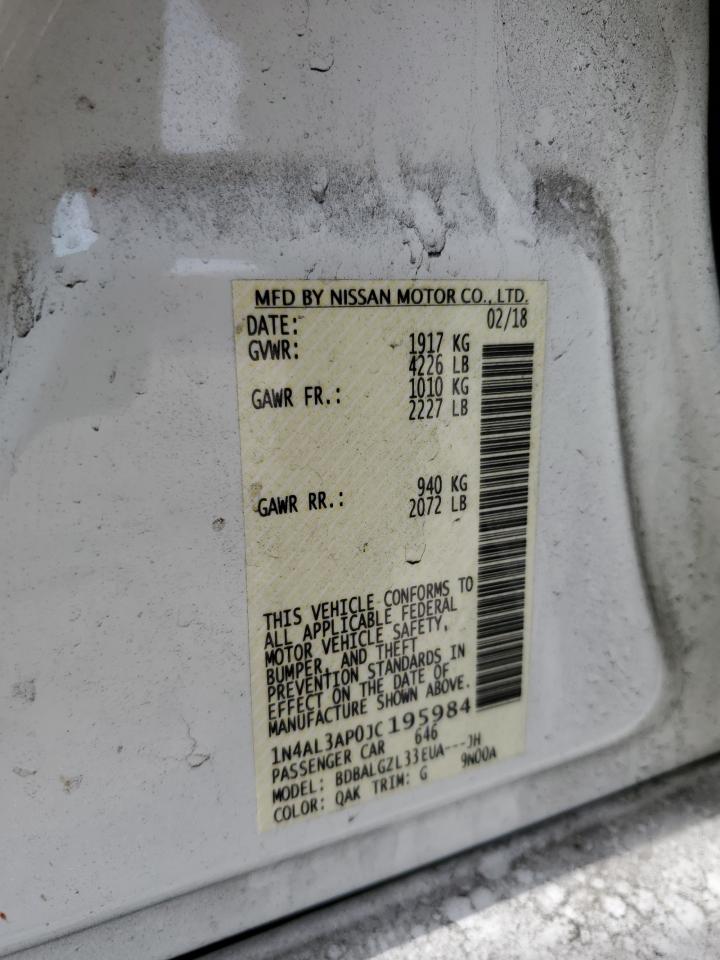 MFD BY NISSAN MOTOR CO., LTD.
DATE: 02/18
GVWR: 1917 KG
4226 LB
GAWR FR.: 1010 KG
2227 LB
GAWR RR.: 940 KG
2072 LB
THIS VEHICLE CONFORMS TO
ALL APPLICABLE FEDERAL
MOTOR VEHICLE SAFETY,
BUMPER, AND THEFT
PREVENTION STANDARDS IN
EFFECT ON THE DATE OF
MANUFACTURE SHOWN ABOVE.
1N4AL3AP0JC195984
PASSENGER CAR 646
MODEL: BDBALGZL33EUA---JH
COLOR: QAK TRIM: G 9N00A